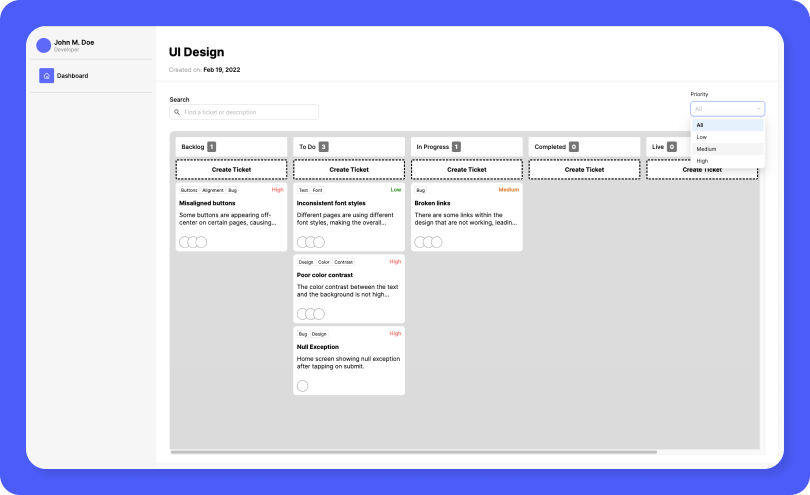 John M. Doe
Developer
Dashboard
UI Design
Created on: Feb 19, 2022
Search
Find a ticket or description
Priority
All
All
Low
Medium
High
Backlog 1
Create Ticket
Buttons Alignment Bug High
Misaligned buttons
Some buttons are appearing off-
center on certain pages, causing...
To Do 3
Create Ticket
Text Font Low
Inconsistent font styles
Different pages are using different
font styles, making the overall...
Design Color Contrast High
Poor color contrast
The color contrast between the text
and the background is not high...
Bug Design High
Null Exception
Home screen showing null exception
after tapping on submit.
In Progress 1
Create Ticket
Bug Medium
Broken links
There are some links within the
design that are not working, leadin...
Completed 0
Create Ticket
Live 0
Create Ticket